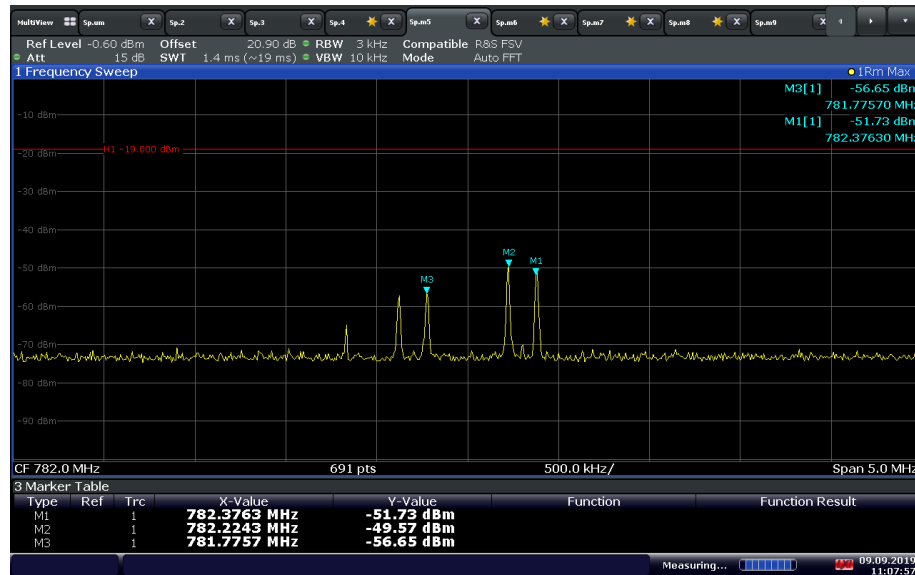 MultiView Sp.um X Sp.2 X Sp.3 X Sp.4 X Sp.m5 X Sp.m6 X Sp.m7 X Sp.m8 X Sp.m9 X
Ref Level -0.60 dBm Offset 20.90 dB RBW 3 kHz Compatible R&S FSV
Att 15 dB SWT 1.4 ms (~19 ms) VBW 10 kHz Mode Auto FFT
1 Frequency Sweep 1Rm Max
M3[1] -56.65 dBm
781.77570 MHz
-10 dBm
M1[1] -51.73 dBm
782.37630 MHz
H1 -19.000 dBm
-20 dBm
-30 dBm
-40 dBm
M2
-50 dBm
M1
M3
-60 dBm
-70 dBm
-80 dBm
-90 dBm
CF 782.0 MHz 691 pts 500.0 kHz/ Span 5.0 MHz
3 Marker Table
Type Ref Trc X-Value Y-Value Function Function Result
M1 1 782.3763 MHz -51.73 dBm
M2 1 782.2243 MHz -49.57 dBm
M3 1 781.7757 MHz -56.65 dBm
Measuring... 09.09.2019
11:07:57